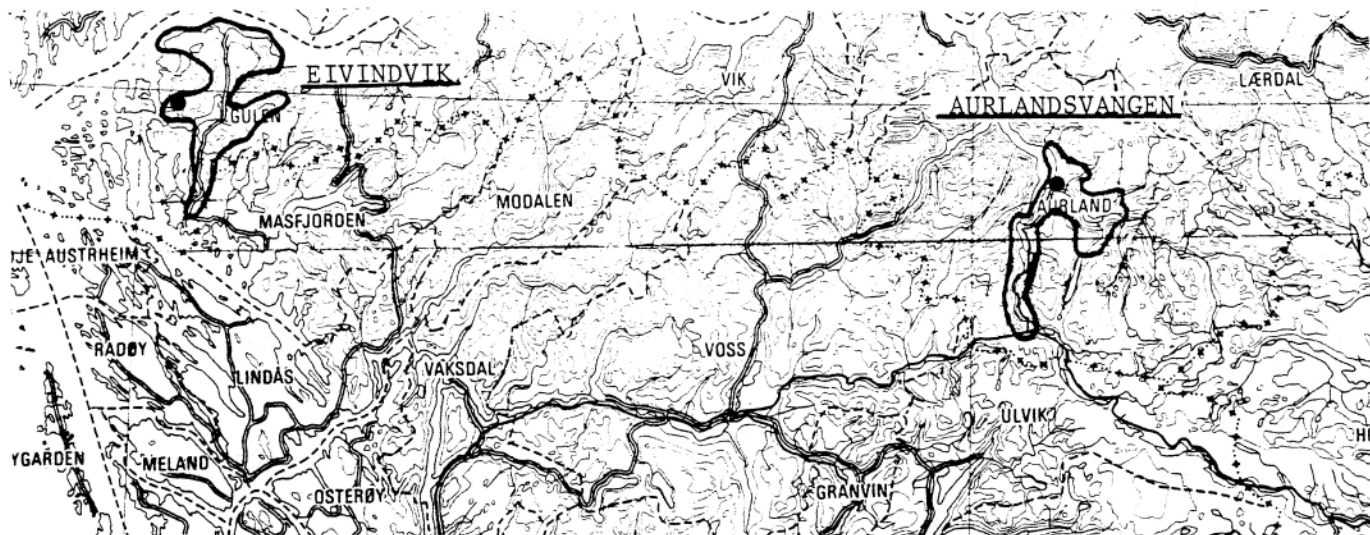 EIVINDVIK
VIK
LÆRDAL
AURLANDSVANGEN
GULEN
MODALEN
AURLAND
MASFJORDEN
AUSTRHEIM
RADØY
LINDÅS
VAKSDAL
VOSS
ULVIK
YGARDEN
MELAND
OSTERØY
GRANVIN